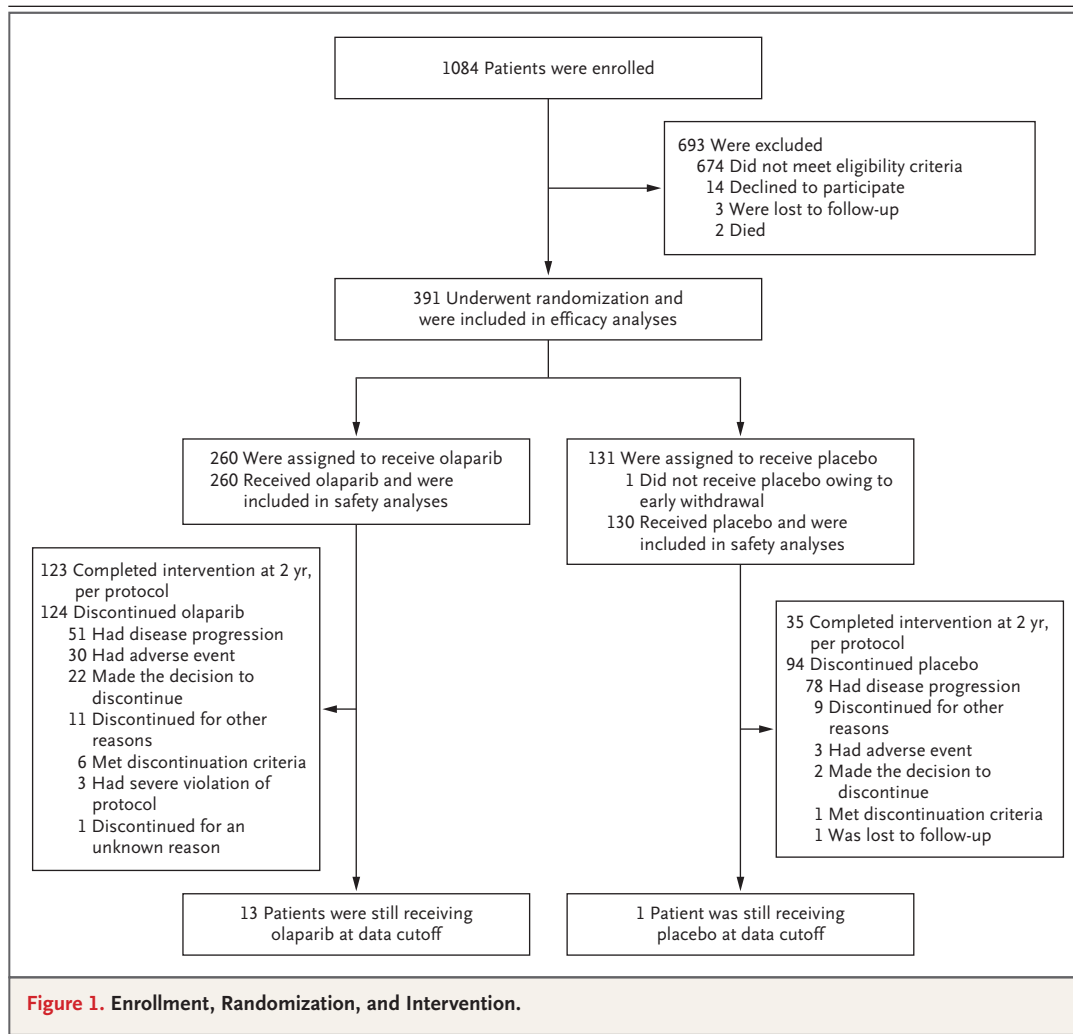 1084 Patients were enrolled
693 Were excluded
674 Did not meet eligibility criteria
14 Declined to participate
3 Were lost to follow-up
2 Died
391 Underwent randomization and
were included in efficacy analyses
260 Were assigned to receive olaparib
260 Received olaparib and were
included in safety analyses
131 Were assigned to receive placebo
1 Did not receive placebo owing to
early withdrawal
130 Received placebo and were
included in safety analyses
123 Completed intervention at 2 yr,
per protocol
124 Discontinued olaparib
51 Had disease progression
30 Had adverse event
22 Made the decision to
discontinue
11 Discontinued for other
reasons
6 Met discontinuation criteria
3 Had severe violation of
protocol
1 Discontinued for an
unknown reason
35 Completed intervention at 2 yr,
per protocol
94 Discontinued placebo
78 Had disease progression
9 Discontinued for other
reasons
3 Had adverse event
2 Made the decision to
discontinue
1 Met discontinuation criteria
1 Was lost to follow-up
13 Patients were still receiving
olaparib at data cutoff
1 Patient was still receiving
placebo at data cutoff
Figure 1. Enrollment, Randomization, and Intervention.